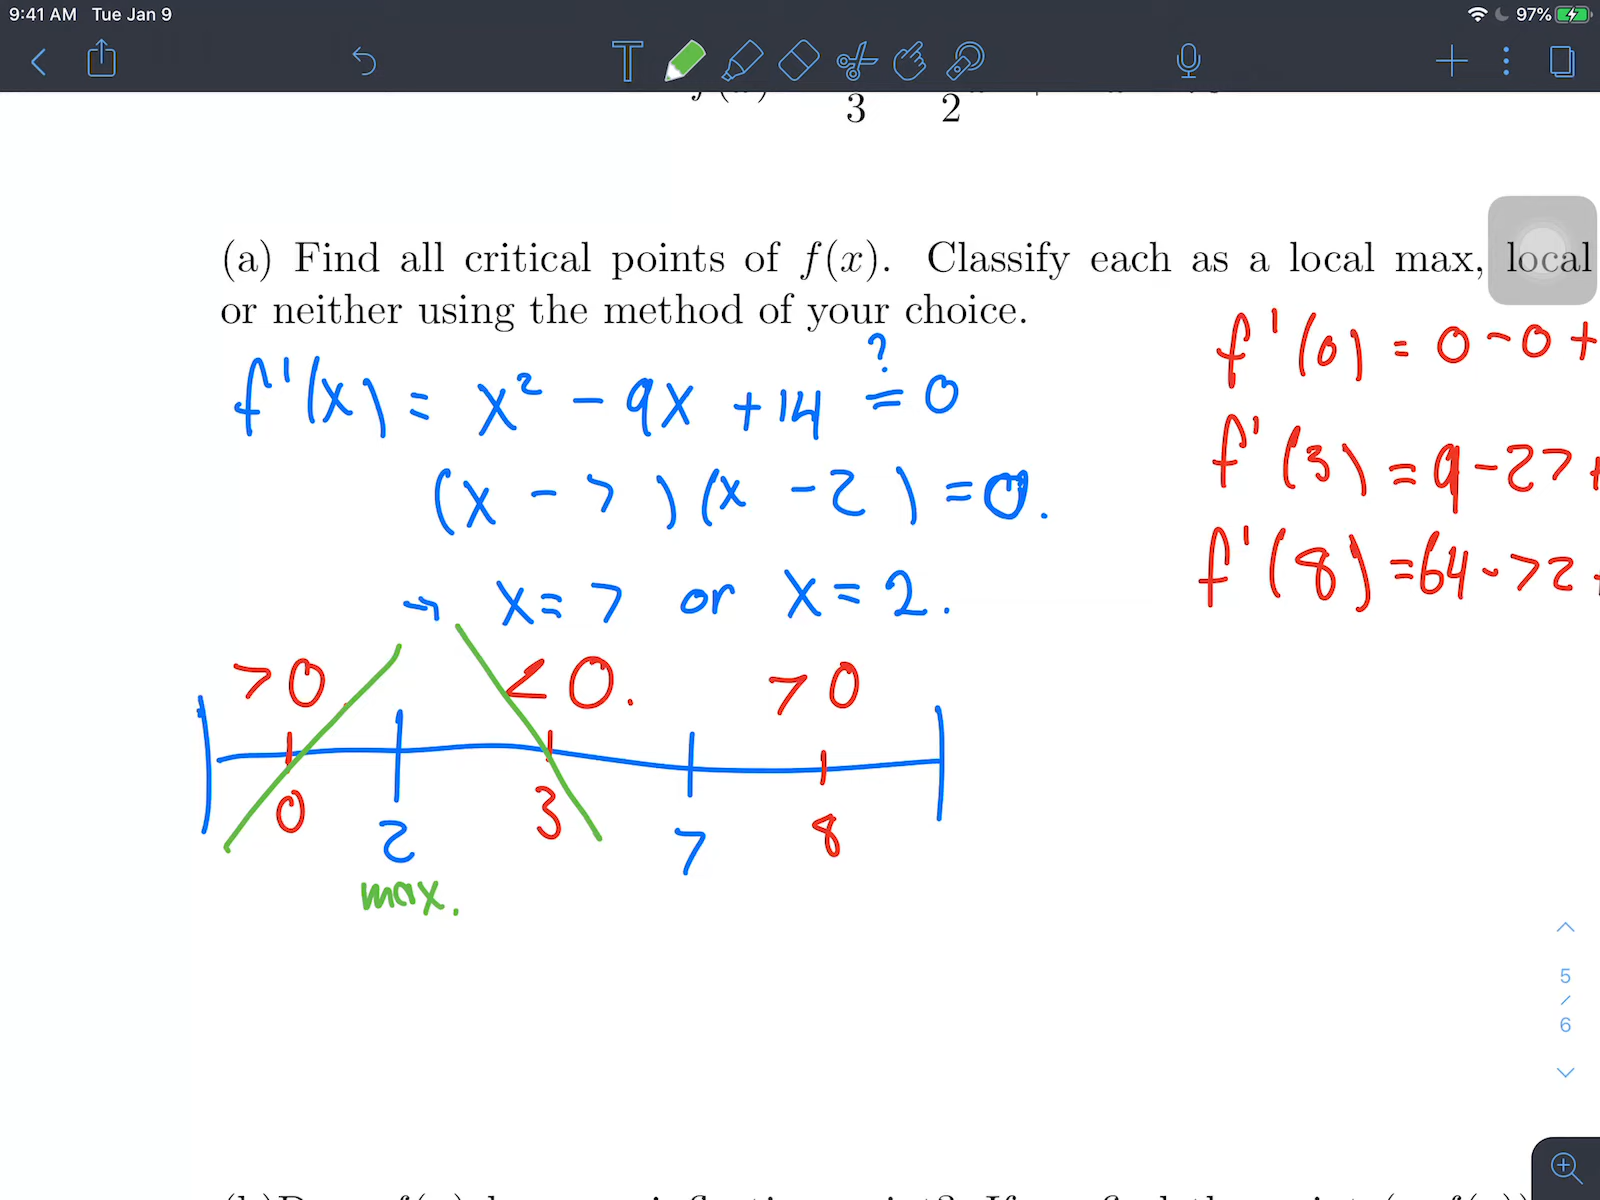 9:41 AM Tue Jan 9 97%
3 2
(a) Find all critical points of f(x). Classify each as a local max, local
or neither using the method of your choice.
f'(x) = x² - 9x + 14 ?= 0
(x - 7)(x - 2) = 0.
→ x = 7 or x = 2.
f'(0) = 0 - 0 +
f'(3) = 9 - 27 +
f'(8) = 64 - 72 +
>0 <0. >0
0 2 3 7 8
max.
5
/
6